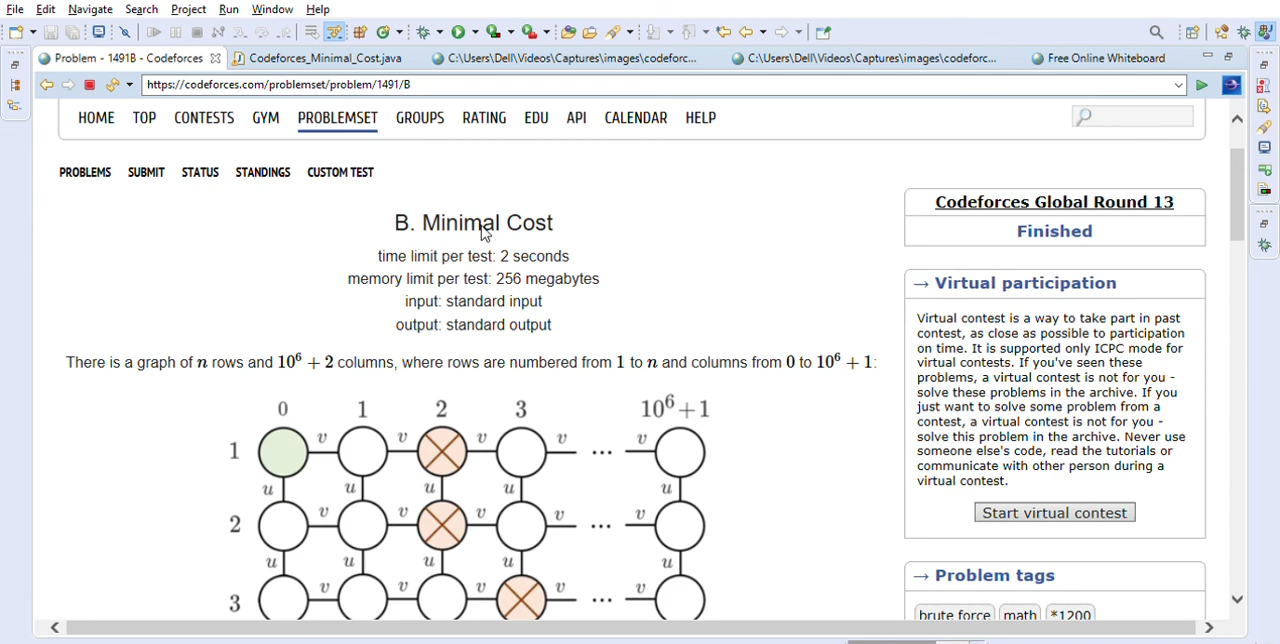 File Edit Navigate Search Project Run Window Help
Problem - 1491B - Codeforces Codeforces_Minimal_Cost.java C:\Users\Dell\Videos\Captures\images\codeforc... C:\Users\Dell\Videos\Captures\images\codeforc... Free Online Whiteboard
https://codeforces.com/problemset/problem/1491/B
HOME TOP CONTESTS GYM PROBLEMSET GROUPS RATING EDU API CALENDAR HELP
PROBLEMS SUBMIT STATUS STANDINGS CUSTOM TEST
B. Minimal Cost
time limit per test: 2 seconds
memory limit per test: 256 megabytes
input: standard input
output: standard output
There is a graph of n rows and 10⁶ + 2 columns, where rows are numbered from 1 to n and columns from 0 to 10⁶ + 1:
0 1 2 3 10⁶+1
1 v v v v ... v
u u u u u
2 v v v v ... v
u u u u u
3 v v v v ... v
Codeforces Global Round 13
Finished
→ Virtual participation
Virtual contest is a way to take part in past
contest, as close as possible to participation
on time. It is supported only ICPC mode for
virtual contests. If you've seen these
problems, a virtual contest is not for you -
solve these problems in the archive. If you
just want to solve some problem from a
contest, a virtual contest is not for you -
solve this problem in the archive. Never use
someone else's code, read the tutorials or
communicate with other person during a
virtual contest.
Start virtual contest
→ Problem tags
brute force math *1200